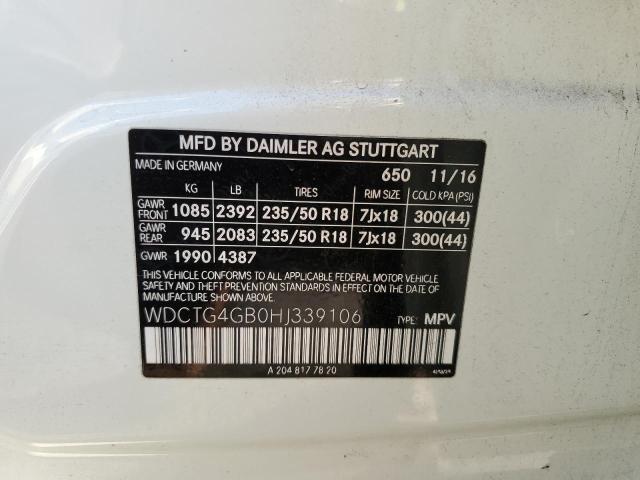 MFD BY DAIMLER AG STUTTGART
MADE IN GERMANY 650 11/16
KG LB TIRES RIM SIZE COLD KPA (PSI)
GAWR FRONT 1085 2392 235/50 R18 7Jx18 300(44)
GAWR REAR 945 2083 235/50 R18 7Jx18 300(44)
GVWR 1990 4387
THIS VEHICLE CONFORMS TO ALL APPLICABLE FEDERAL MOTOR VEHICLE
SAFETY AND THEFT PREVENTION STANDARDS IN EFFECT ON THE DATE
OF MANUFACTURE SHOWN ABOVE.
WDCTG4GB0HJ339106 TYPE: MPV
A 204 817 78 20